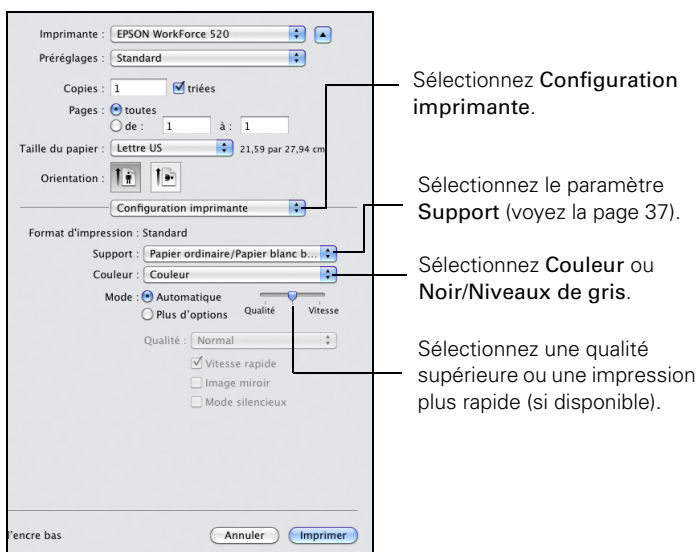 Imprimante : EPSON WorkForce 520
Préréglages : Standard
Copies : 1 triées
Pages : toutes
de : 1 à : 1
Taille du papier : Lettre US 21,59 par 27,94 cm
Orientation :
Configuration imprimante
Format d'impression : Standard
Support : Papier ordinaire/Papier blanc b...
Couleur : Couleur
Mode : Automatique
Plus d'options
Qualité Vitesse
Qualité : Normal
Vitesse rapide
Image miroir
Mode silencieux
l'encre bas Annuler Imprimer
Sélectionnez Configuration
imprimante.
Sélectionnez le paramètre
Support (voyez la page 37).
Sélectionnez Couleur ou
Noir/Niveaux de gris.
Sélectionnez une qualité
supérieure ou une impression
plus rapide (si disponible).